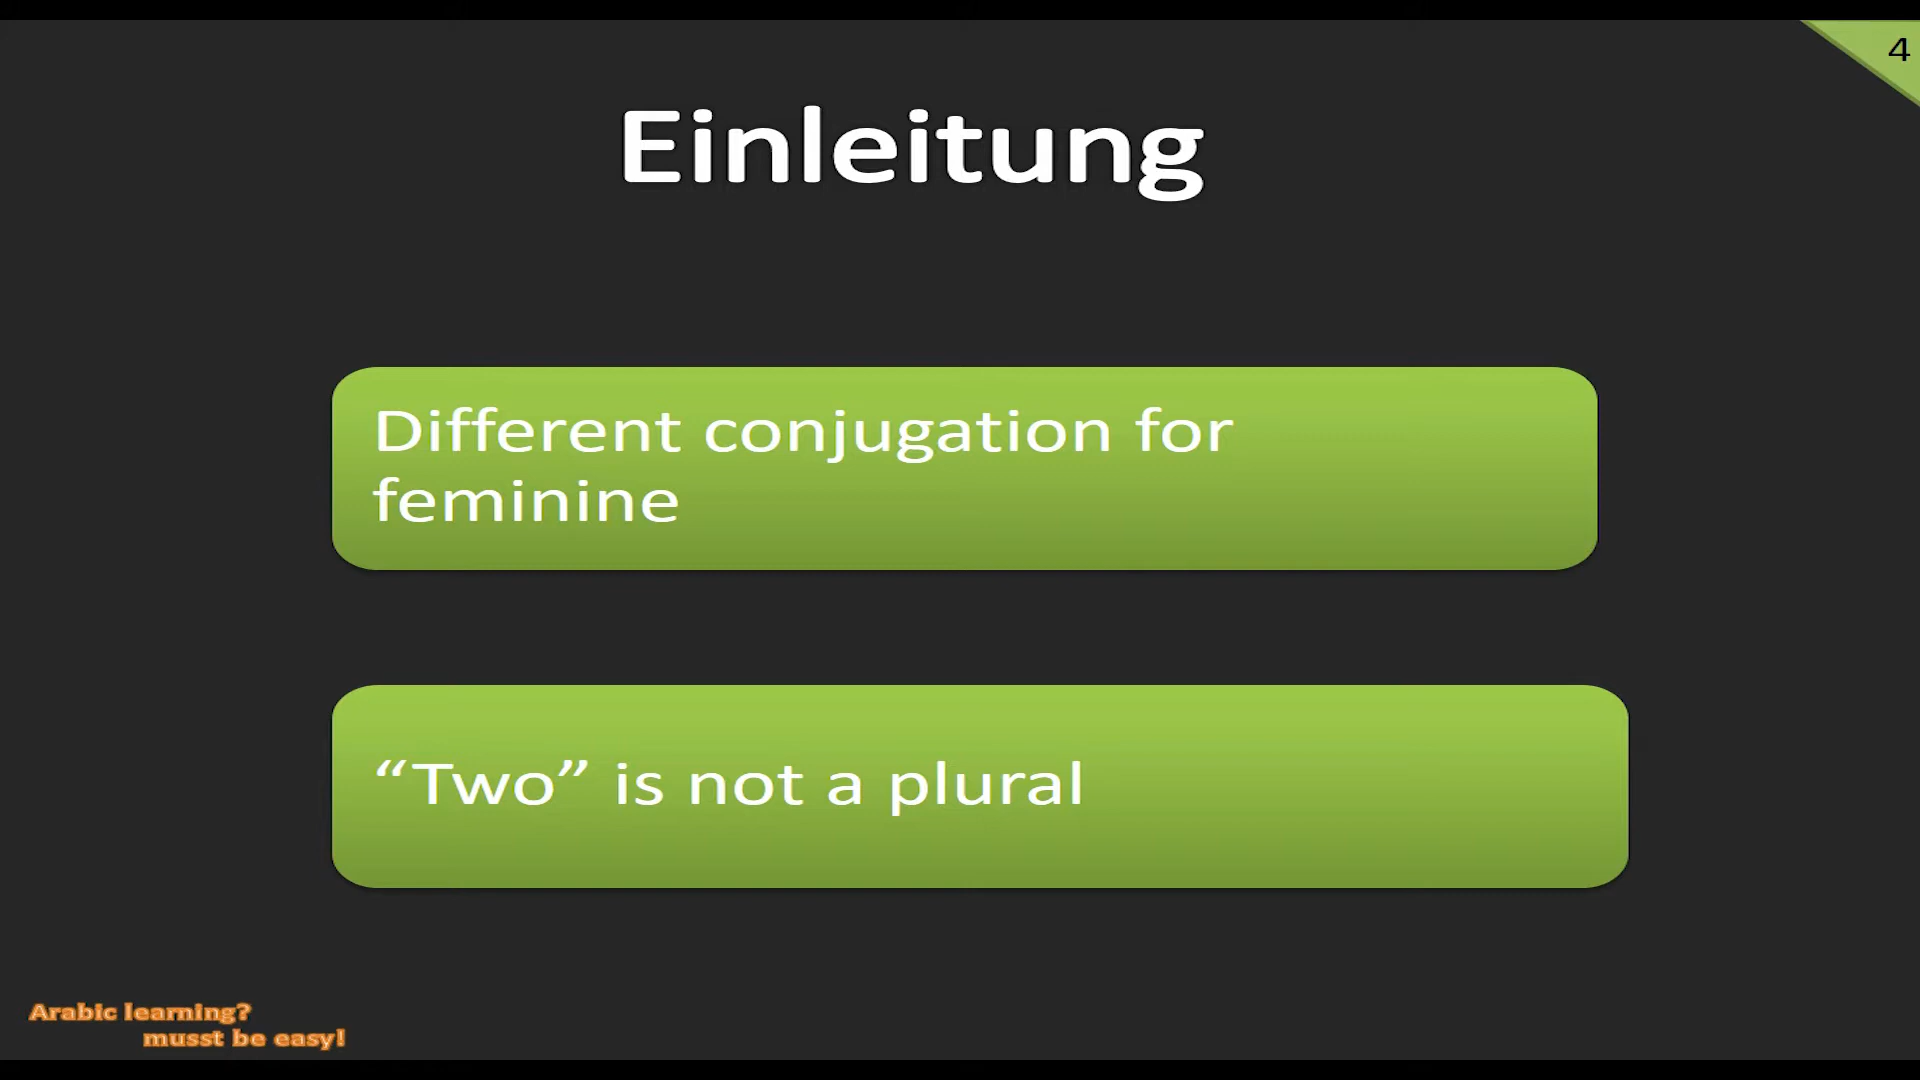 4
Einleitung
Different conjugation for
feminine
“Two” is not a plural
Arabic learning?
musst be easy!